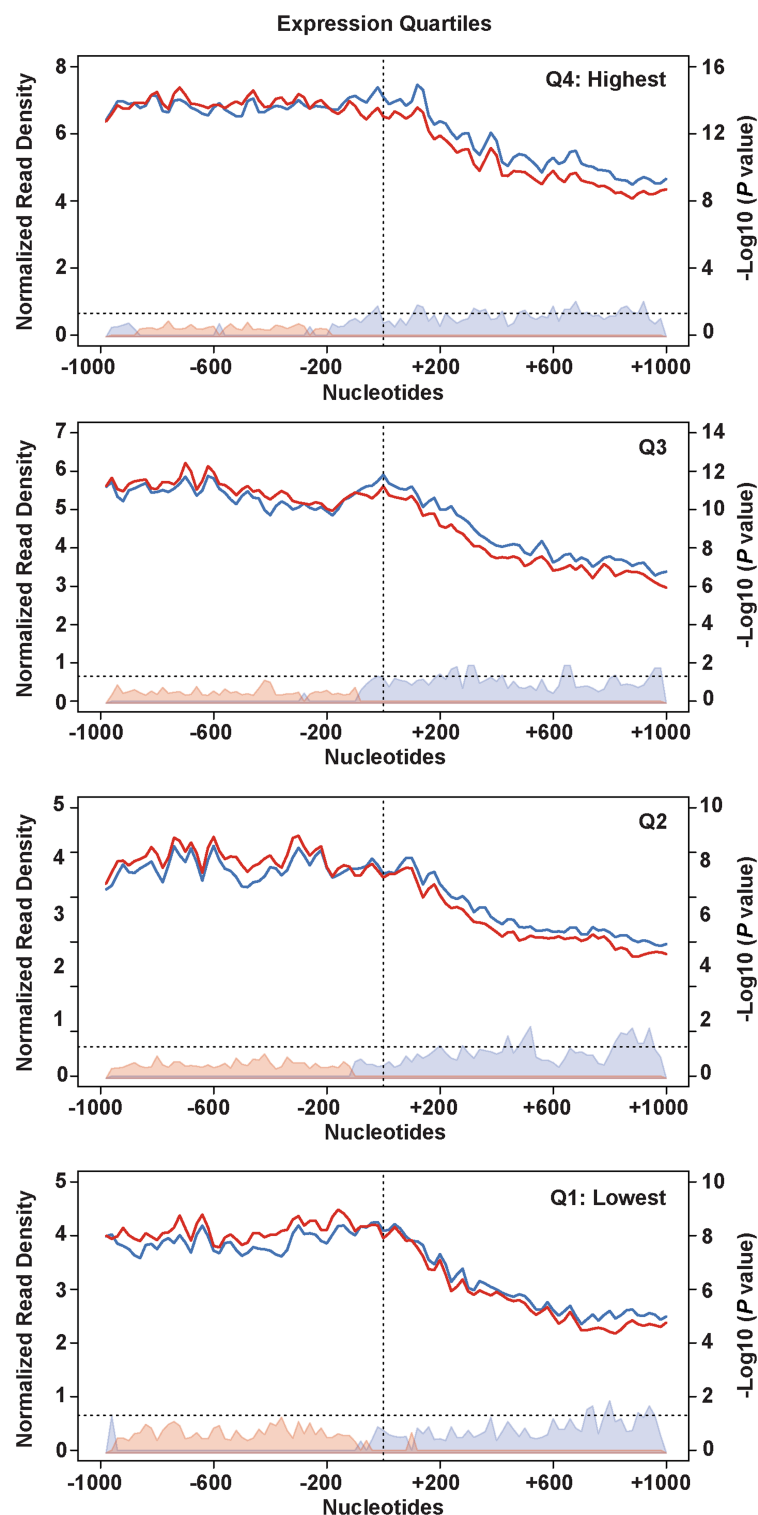 Expression Quartiles
Q4: Highest
Normalized Read Density
8
6
4
2
0
16
12
8
4
0
-Log10 (P value)
-1000 -600 -200 +200 +600 +1000
Nucleotides
Q3
Normalized Read Density
7
6
5
4
3
2
1
0
14
12
10
8
6
4
2
0
-Log10 (P value)
-1000 -600 -200 +200 +600 +1000
Nucleotides
Q2
Normalized Read Density
5
4
3
2
1
0
10
8
6
4
2
0
-Log10 (P value)
-1000 -600 -200 +200 +600 +1000
Nucleotides
Q1: Lowest
Normalized Read Density
5
4
3
2
1
0
10
8
6
4
2
0
-Log10 (P value)
-1000 -600 -200 +200 +600 +1000
Nucleotides